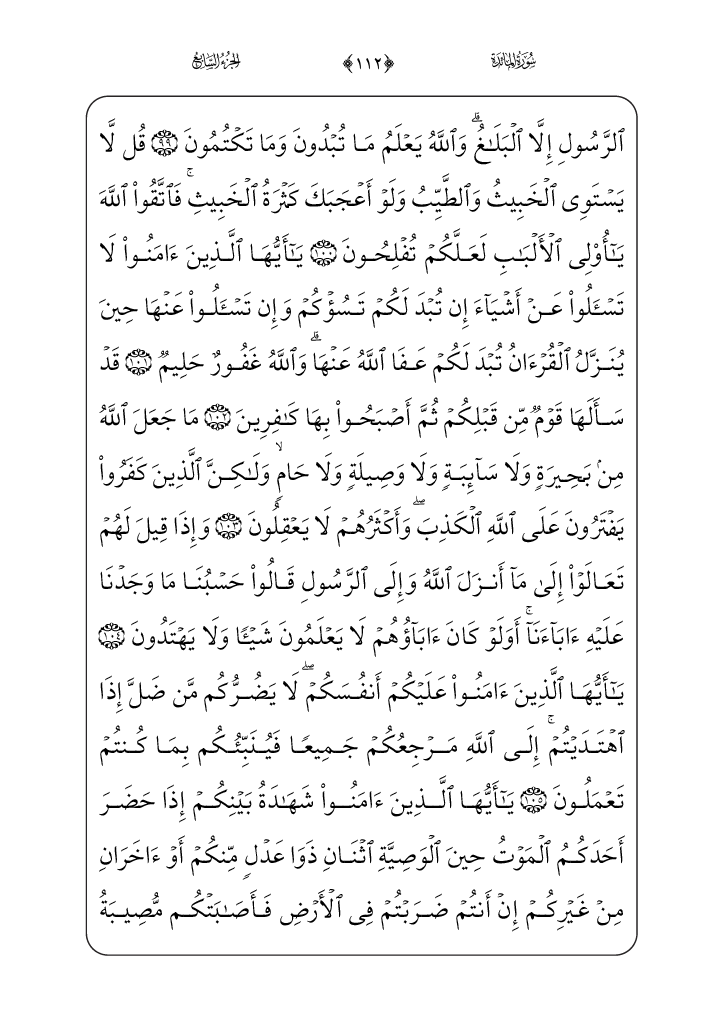 سُورَةُ المَائدَة ﴿١١٢﴾ الجُزءُ السَّابِعُ
ٱلرَّسُولِ إِلَّا ٱلۡبَلَٰغُۗ وَٱللَّهُ يَعۡلَمُ مَا تُبۡدُونَ وَمَا تَكۡتُمُونَ ٩٩ قُل لَّا
يَسۡتَوِي ٱلۡخَبِيثُ وَٱلطَّيِّبُ وَلَوۡ أَعۡجَبَكَ كَثۡرَةُ ٱلۡخَبِيثِۚ فَٱتَّقُواْ ٱللَّهَ
يَٰٓأُوْلِي ٱلۡأَلۡبَٰبِ لَعَلَّكُمۡ تُفۡلِحُونَ ١٠٠ يَٰٓأَيُّهَا ٱلَّذِينَ ءَامَنُواْ لَا
تَسۡـَٔلُواْ عَنۡ أَشۡيَآءَ إِن تُبۡدَ لَكُمۡ تَسُؤۡكُمۡ وَإِن تَسۡـَٔلُواْ عَنۡهَا حِينَ
يُنَزَّلُ ٱلۡقُرۡءَانُ تُبۡدَ لَكُمۡ عَفَا ٱللَّهُ عَنۡهَاۗ وَٱللَّهُ غَفُورٌ حَلِيمٞ ١٠١ قَدۡ
سَأَلَهَا قَوۡمٞ مِّن قَبۡلِكُمۡ ثُمَّ أَصۡبَحُواْ بِهَا كَٰفِرِينَ ١٠٢ مَا جَعَلَ ٱللَّهُ
مِنۢ بَحِيرَةٖ وَلَا سَآئِبَةٖ وَلَا وَصِيلَةٖ وَلَا حَامٖ وَلَٰكِنَّ ٱلَّذِينَ كَفَرُواْ
يَفۡتَرُونَ عَلَى ٱللَّهِ ٱلۡكَذِبَۖ وَأَكۡثَرُهُمۡ لَا يَعۡقِلُونَ ١٠٣ وَإِذَا قِيلَ لَهُمۡ
تَعَالَوۡاْ إِلَىٰ مَآ أَنزَلَ ٱللَّهُ وَإِلَى ٱلرَّسُولِ قَالُواْ حَسۡبُنَا مَا وَجَدۡنَا
عَلَيۡهِ ءَابَآءَنَآۚ أَوَلَوۡ كَانَ ءَابَآؤُهُمۡ لَا يَعۡلَمُونَ شَيۡـٔٗا وَلَا يَهۡتَدُونَ ١٠٤
يَٰٓأَيُّهَا ٱلَّذِينَ ءَامَنُواْ عَلَيۡكُمۡ أَنفُسَكُمۡۖ لَا يَضُرُّكُم مَّن ضَلَّ إِذَا
ٱهۡتَدَيۡتُمۡۚ إِلَى ٱللَّهِ مَرۡجِعُكُمۡ جَمِيعٗا فَيُنَبِّئُكُم بِمَا كُنتُمۡ
تَعۡمَلُونَ ١٠٥ يَٰٓأَيُّهَا ٱلَّذِينَ ءَامَنُواْ شَهَٰدَةُ بَيۡنِكُمۡ إِذَا حَضَرَ
أَحَدَكُمُ ٱلۡمَوۡتُ حِينَ ٱلۡوَصِيَّةِ ٱثۡنَانِ ذَوَا عَدۡلٖ مِّنكُمۡ أَوۡ ءَاخَرَانِ
مِنۡ غَيۡرِكُمۡ إِنۡ أَنتُمۡ ضَرَبۡتُمۡ فِي ٱلۡأَرۡضِ فَأَصَٰبَتۡكُم مُّصِيبَةُ